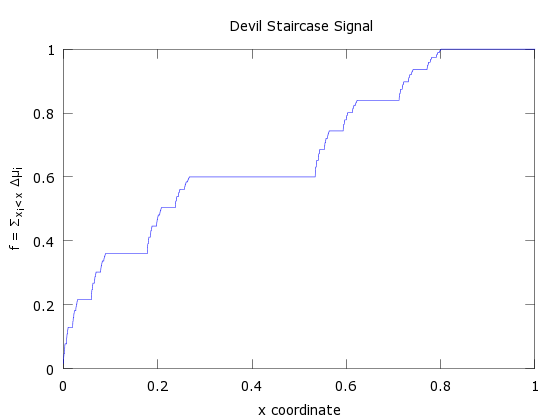 Devil Staircase Signal
1
0.8
0.6
0.4
0.2
0
f = Σxi<x Δμi
0 0.2 0.4 0.6 0.8 1
x coordinate